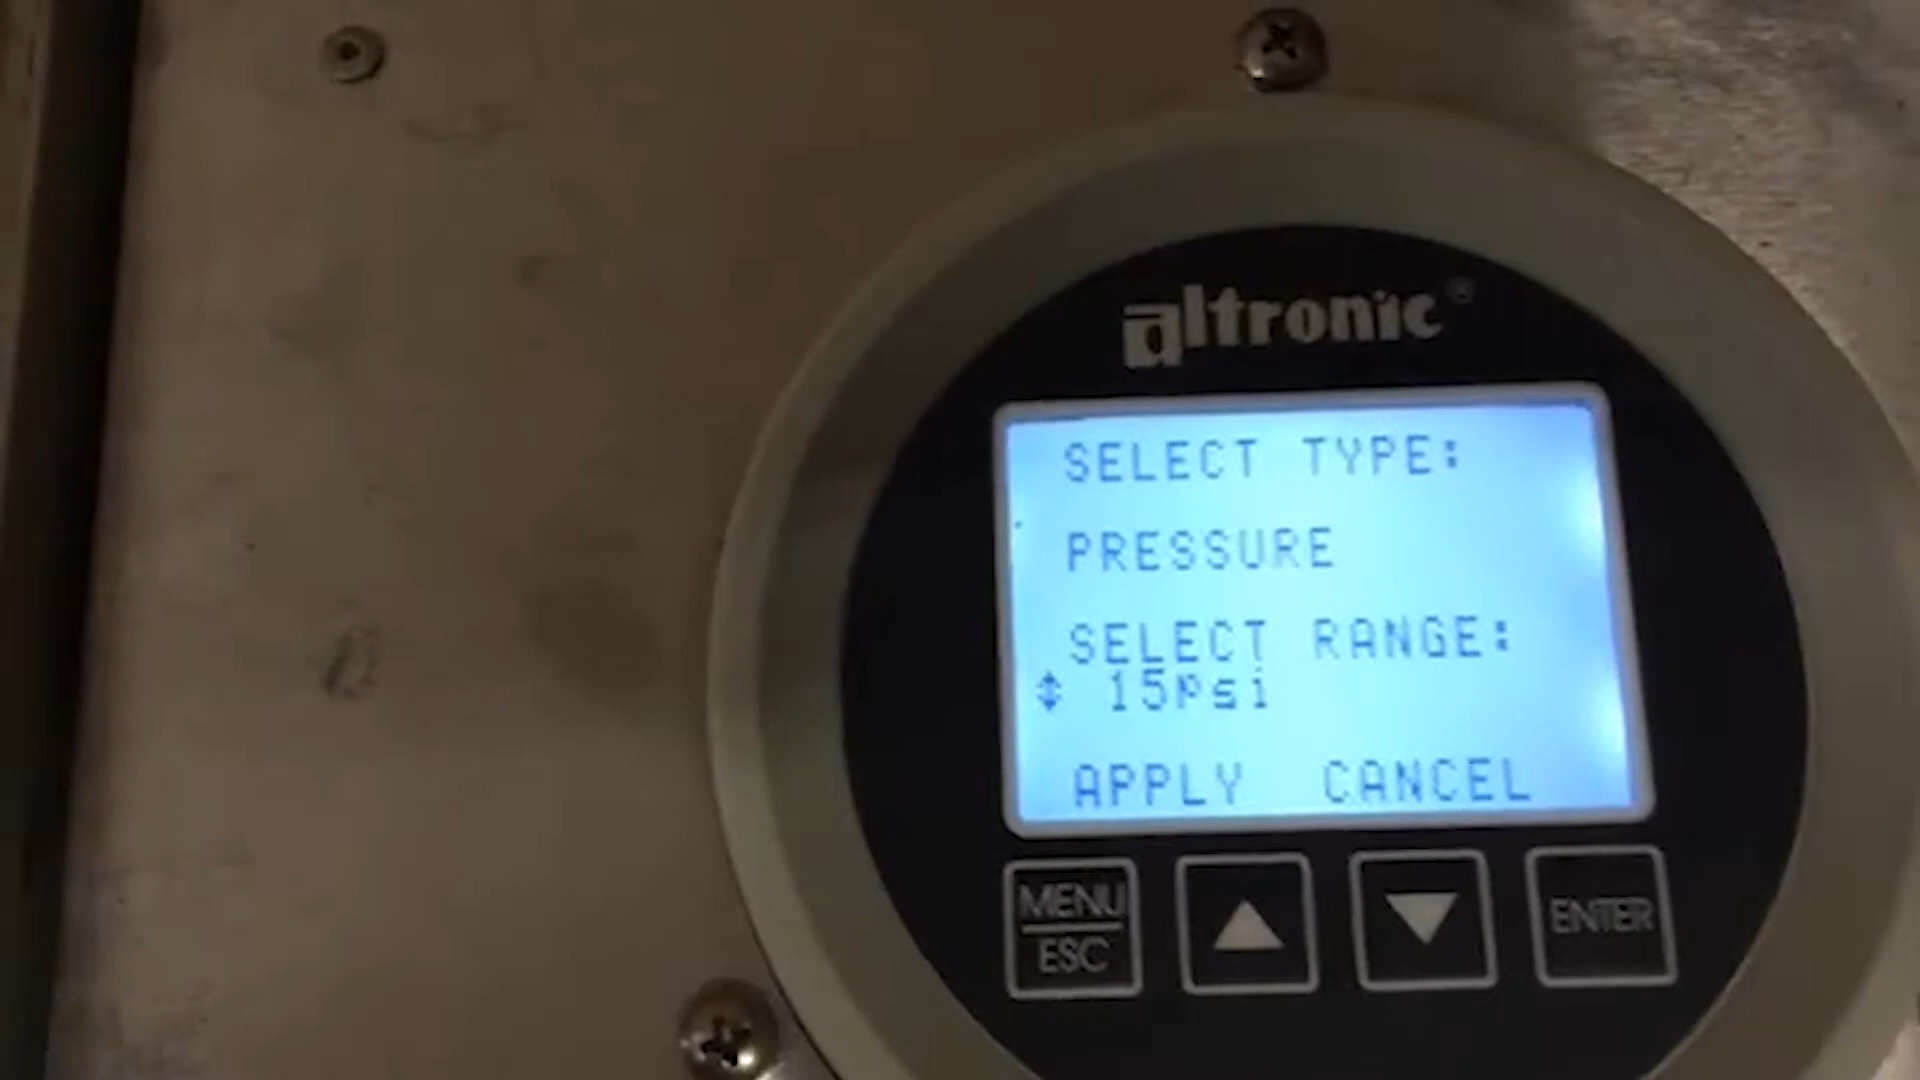 altronic®
SELECT TYPE:
PRESSURE
SELECT RANGE:
15psi
APPLY CANCEL
MENU
ESC
ENTER